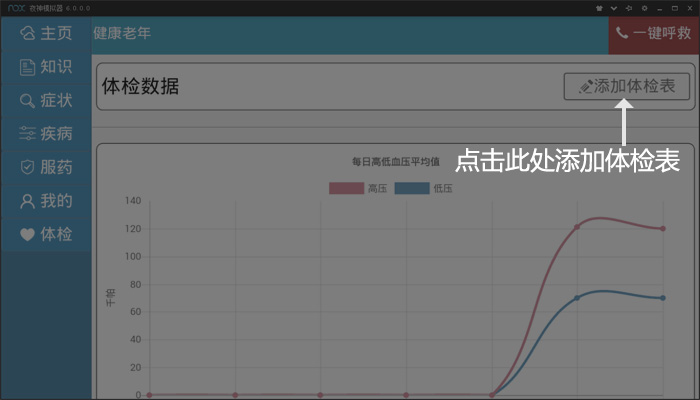 nox 夜神模拟器 6.0.0.0
主页
知识
症状
疾病
服药
我的
体检
健康老年
一键呼救
体检数据
添加体检表
点击此处添加体检表
每日高低血压平均值
高压 低压
千帕
140
120
100
80
60
40
20
0